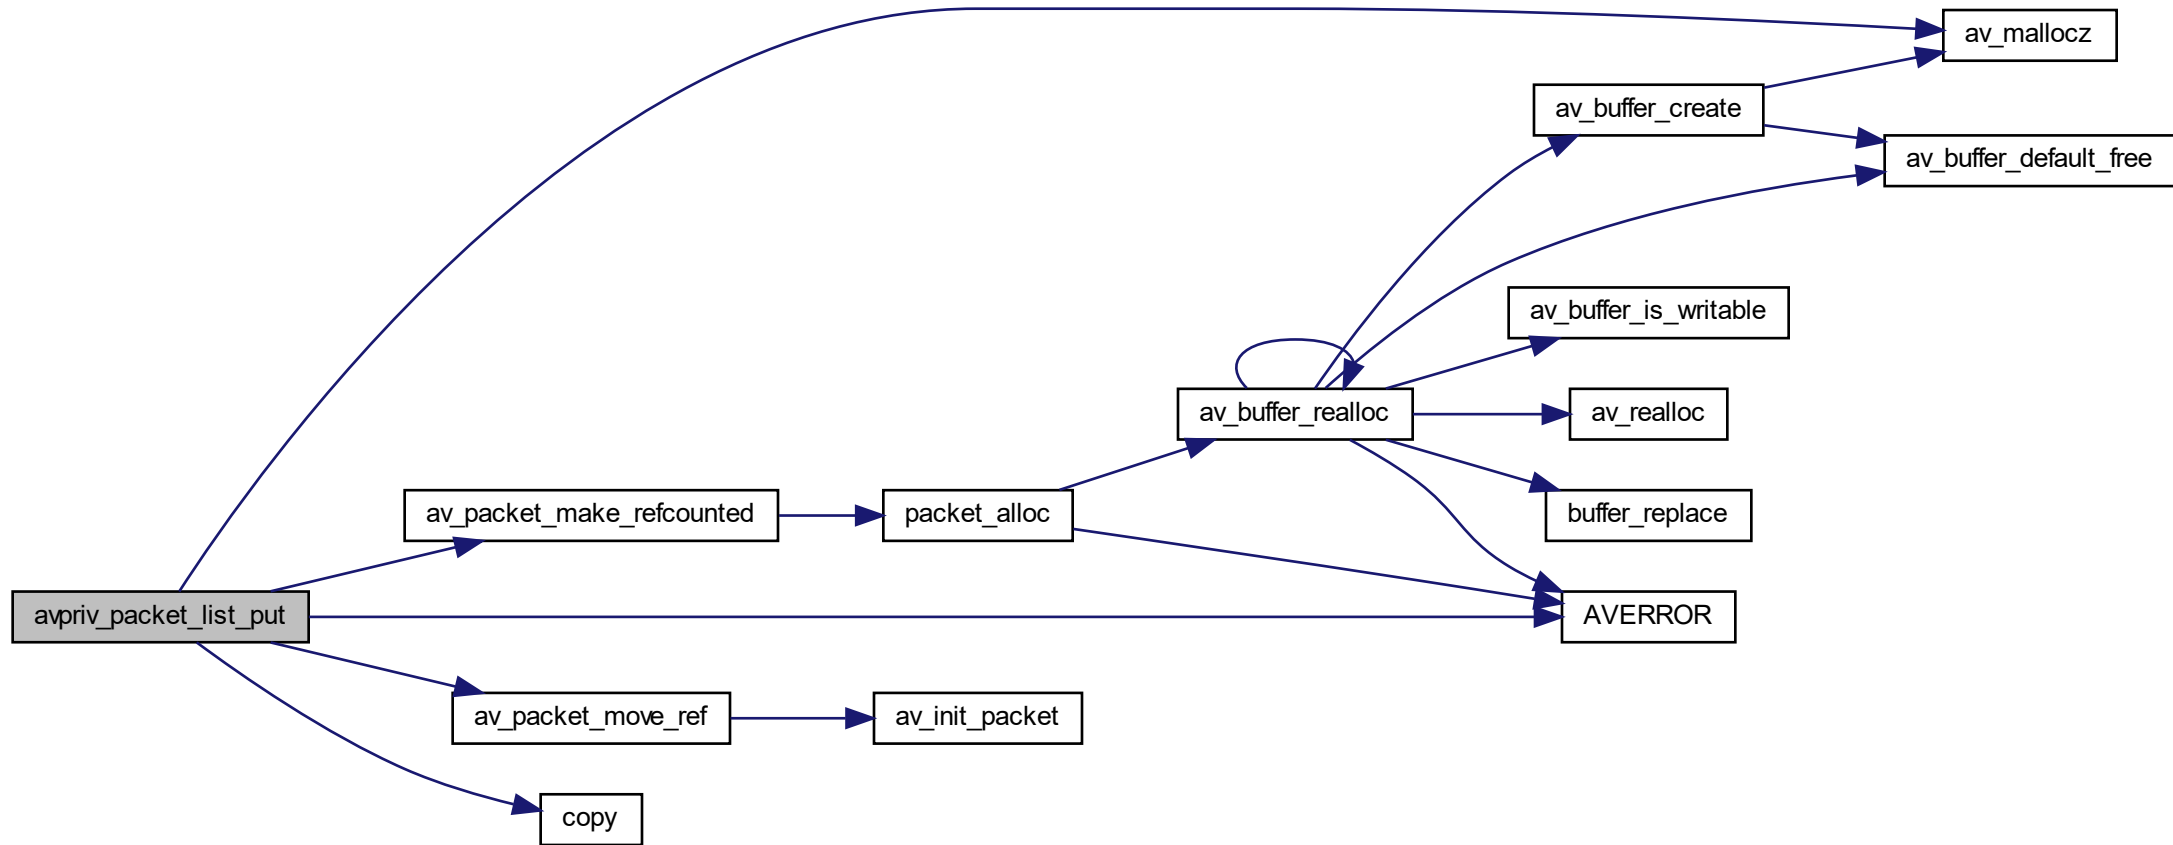 av_mallocz
av_buffer_create
av_buffer_default_free
av_buffer_is_writable
av_buffer_realloc
av_realloc
av_packet_make_refcounted
packet_alloc
buffer_replace
avpriv_packet_list_put
AVERROR
av_packet_move_ref
av_init_packet
copy